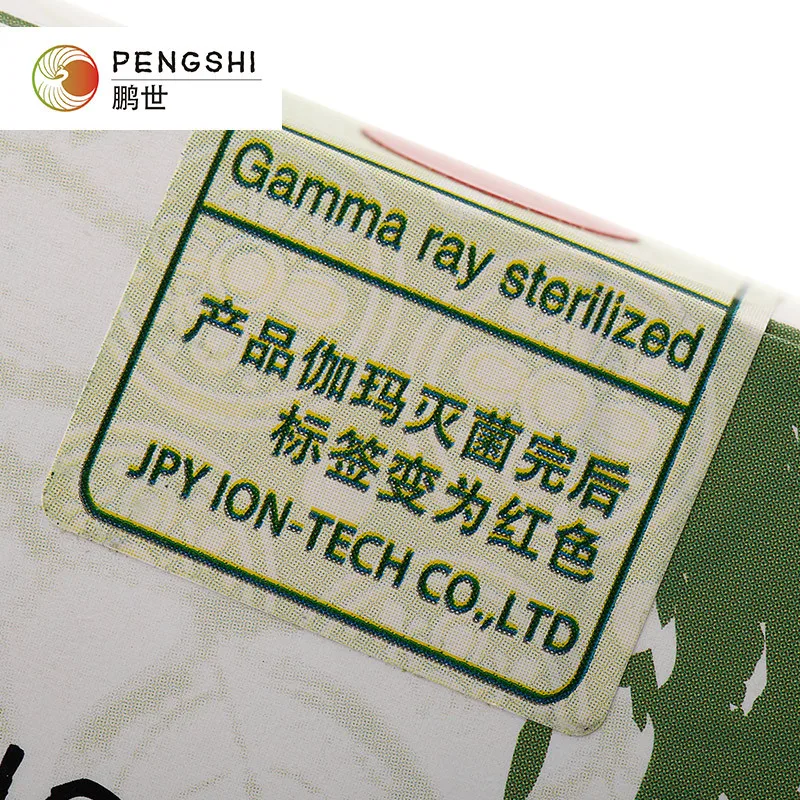 PENGSHI
鹏世
Gamma ray sterilized
产品伽玛灭菌完后
标签变为红色
JPY ION-TECH CO.,LTD